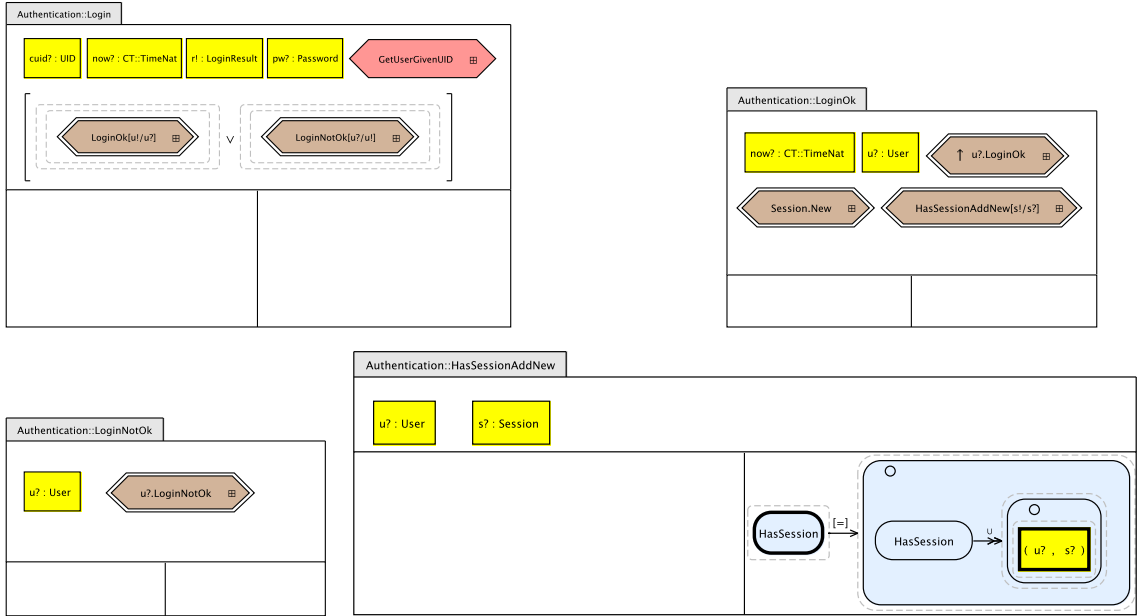 Authentication::Login
cuid? : UID
now? : CT::TimeNat
r! : LoginResult
pw? : Password
GetUserGivenUID
LoginOk[u!/u?]
∨
LoginNotOk[u?/u!]
Authentication::LoginOk
now? : CT::TimeNat
u? : User
↑ u?.LoginOk
Session.New
HasSessionAddNew[s!/s?]
Authentication::LoginNotOk
u? : User
u?.LoginNotOk
Authentication::HasSessionAddNew
u? : User
s? : Session
HasSession
[=]
HasSession
∪
( u? , s? )